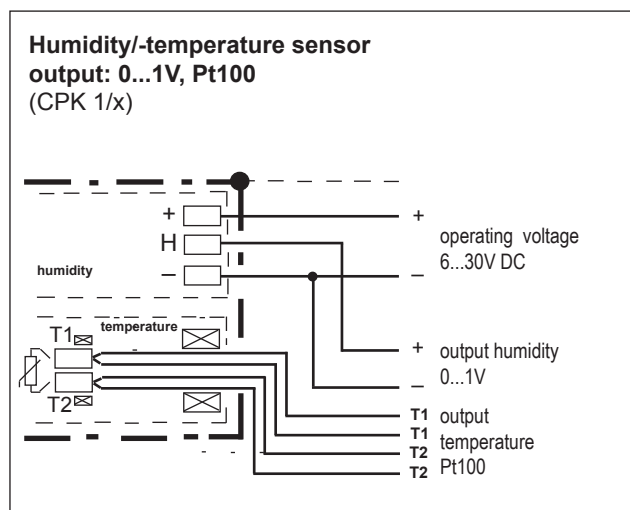 Humidity/-temperature sensor
output: 0...1V, Pt100
(CPK 1/x)
+
H
–
humidity
temperature
T1
T2
+
operating voltage
6...30V DC
–
+
output humidity
0...1V
–
T1 output
T1
temperature
T2
T2 Pt100